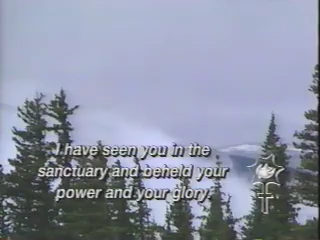 I have seen you in the
sanctuary and beheld your
power and your glory.